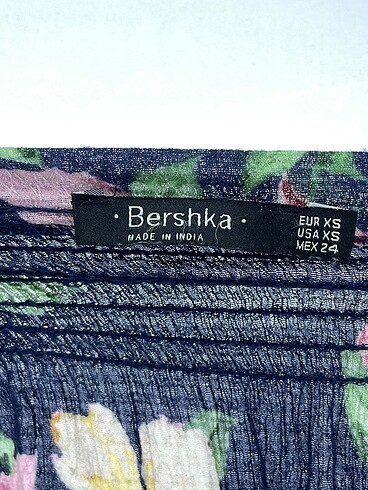 · Bershka ·
MADE IN INDIA
EUR XS
USA XS
MEX 24